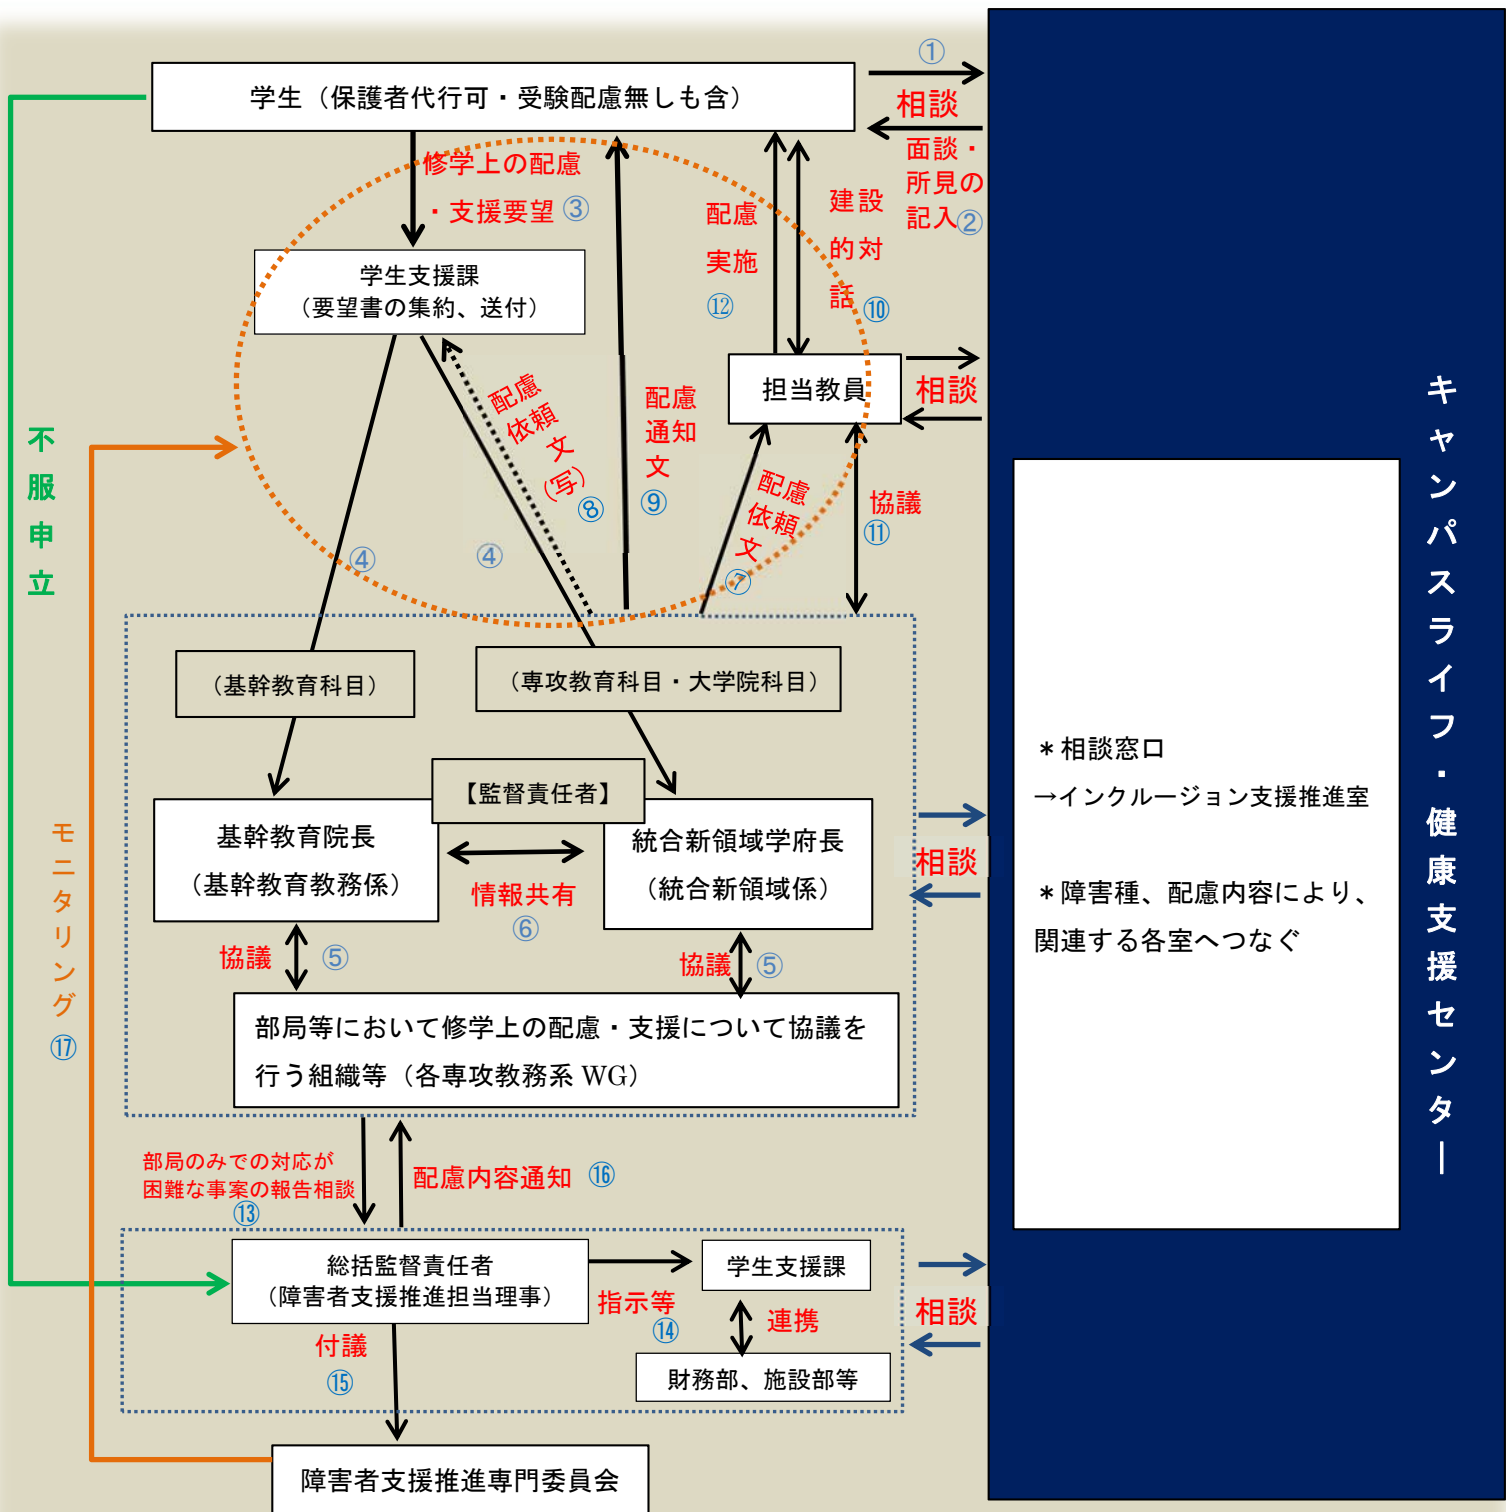 ①
学生（保護者代行可・受験配慮無しも含）
相談
面談・
所見の
記入②
修学上の配慮
・支援要望③
配慮
実施
⑫
建設
的対
話⑩
学生支援課
（要望書の集約、送付）
担当教員
相談
配慮
依頼
文
(写)
⑧
配慮
通知
文
⑨
配慮
依頼
文
⑦
協議
⑪
④
④
不服申立
（基幹教育科目）
（専攻教育科目・大学院科目）
【監督責任者】
基幹教育院長
（基幹教育教務係）
統合新領域学府長
（統合新領域係）
情報共有
⑥
相談
協議⑤
協議⑤
部局等において修学上の配慮・支援について協議を
行う組織等（各専攻教務系 WG）
モニタリング
⑰
部局のみでの対応が
困難な事案の報告相談
⑬
配慮内容通知⑯
総括監督責任者
（障害者支援推進担当理事）
学生支援課
指示等
⑭
連携
相談
財務部、施設部等
付議
⑮
障害者支援推進専門委員会
＊相談窓口
→インクルージョン支援推進室
＊障害種、配慮内容により、
関連する各室へつなぐ
キャンパスライフ・健康支援センター